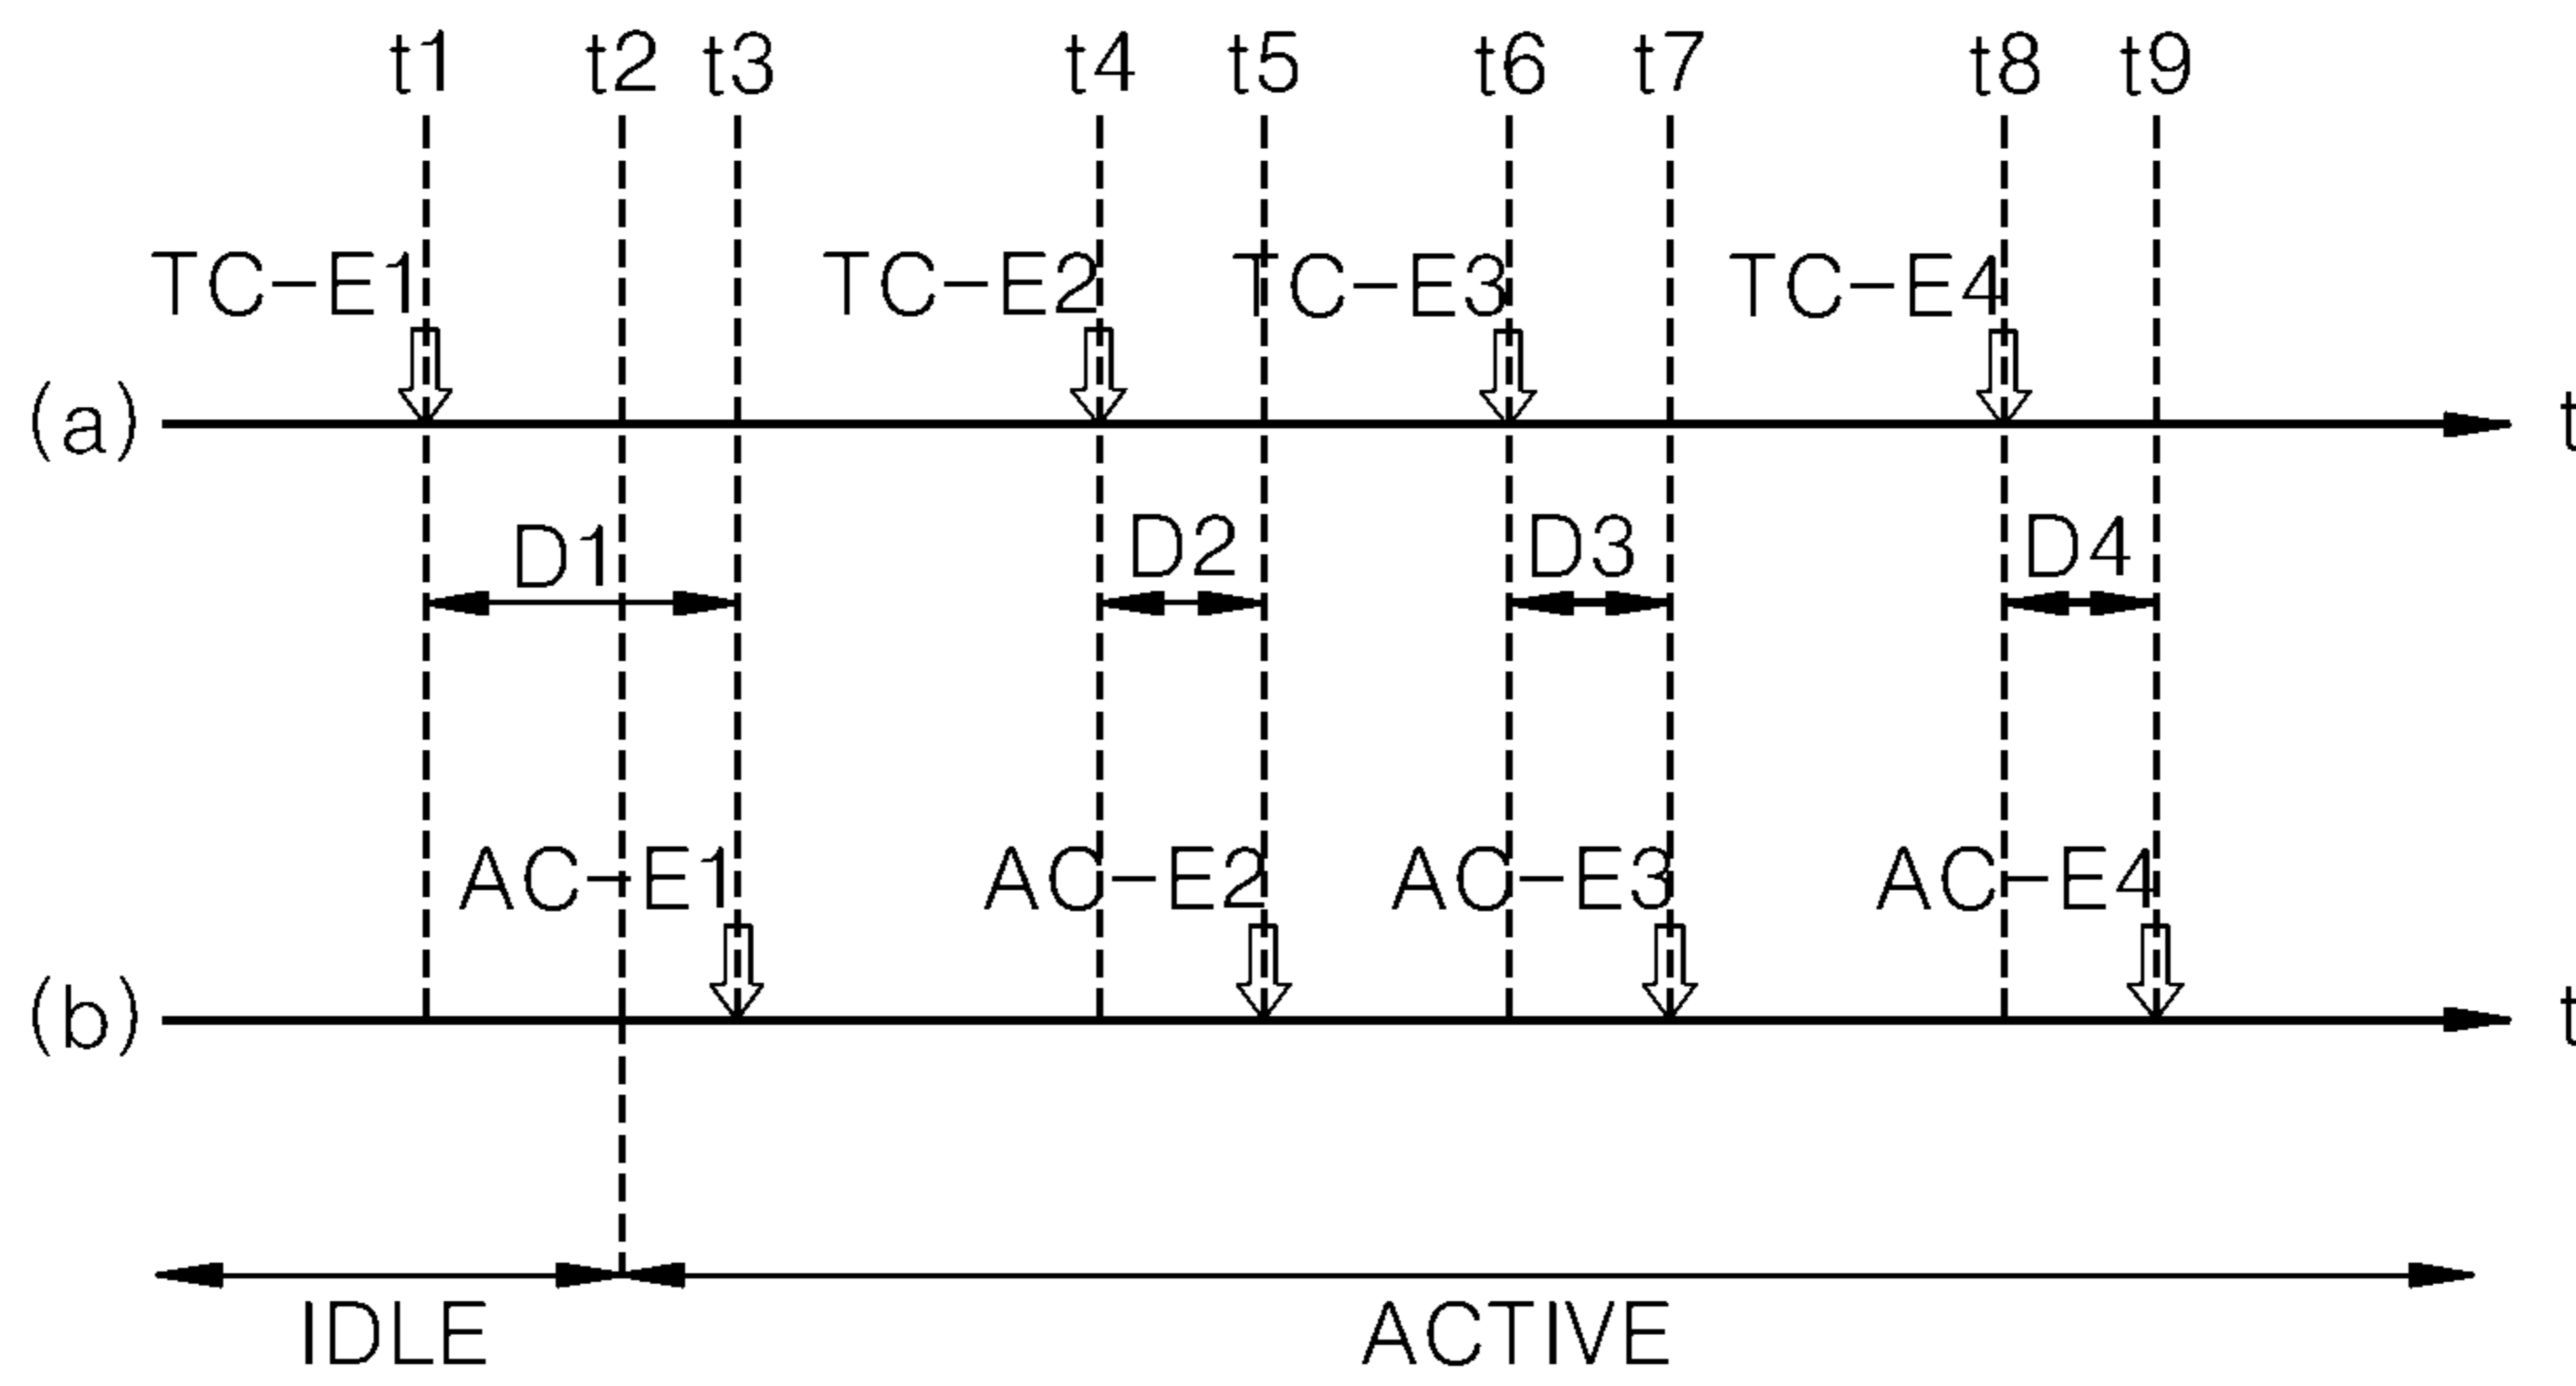 t1 t2 t3 t4 t5 t6 t7 t8 t9
TC-E1 TC-E2 TC-E3 TC-E4
(a) t
D1 D2 D3 D4
AC-E1 AC-E2 AC-E3 AC-E4
(b) t
IDLE ACTIVE